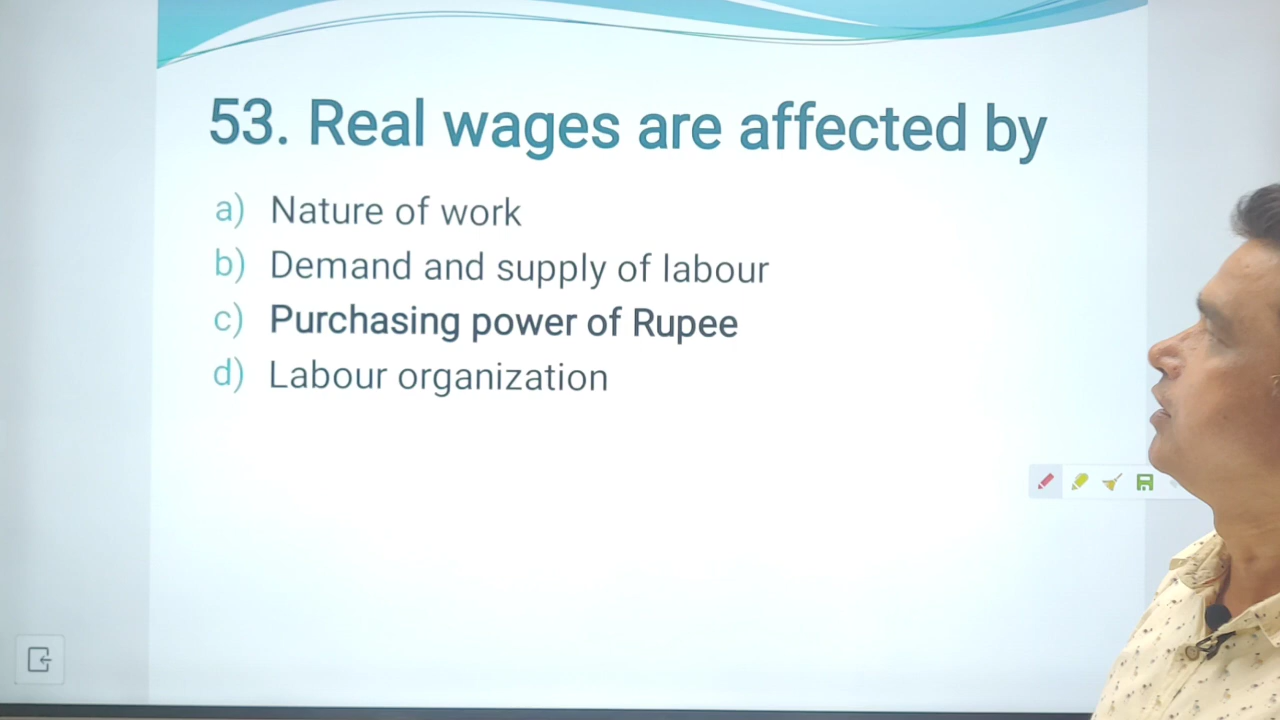 53. Real wages are affected by
a) Nature of work
b) Demand and supply of labour
c) Purchasing power of Rupee
d) Labour organization